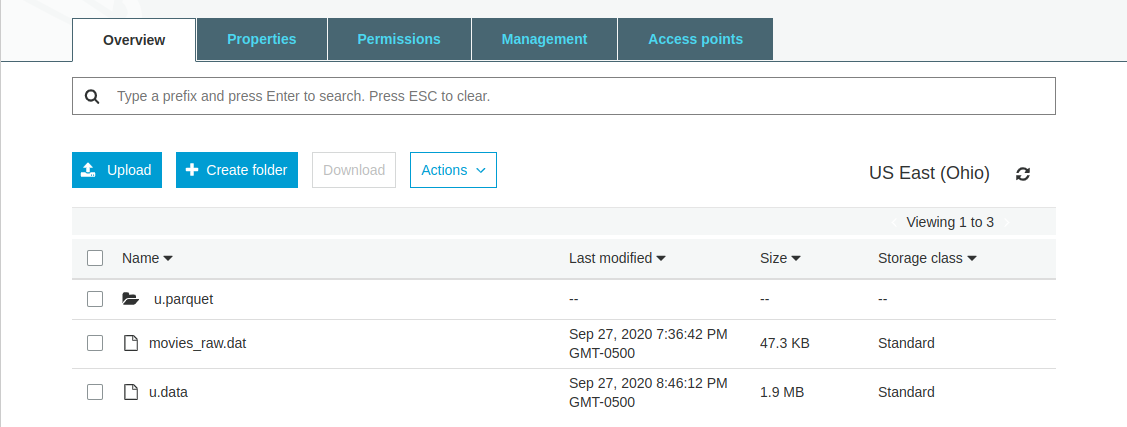 Overview Properties Permissions Management Access points
Type a prefix and press Enter to search. Press ESC to clear.
Upload Create folder Download Actions US East (Ohio)
Viewing 1 to 3
Name Last modified Size Storage class
u.parquet -- -- --
movies_raw.dat Sep 27, 2020 7:36:42 PM GMT-0500 47.3 KB Standard
u.data Sep 27, 2020 8:46:12 PM GMT-0500 1.9 MB Standard